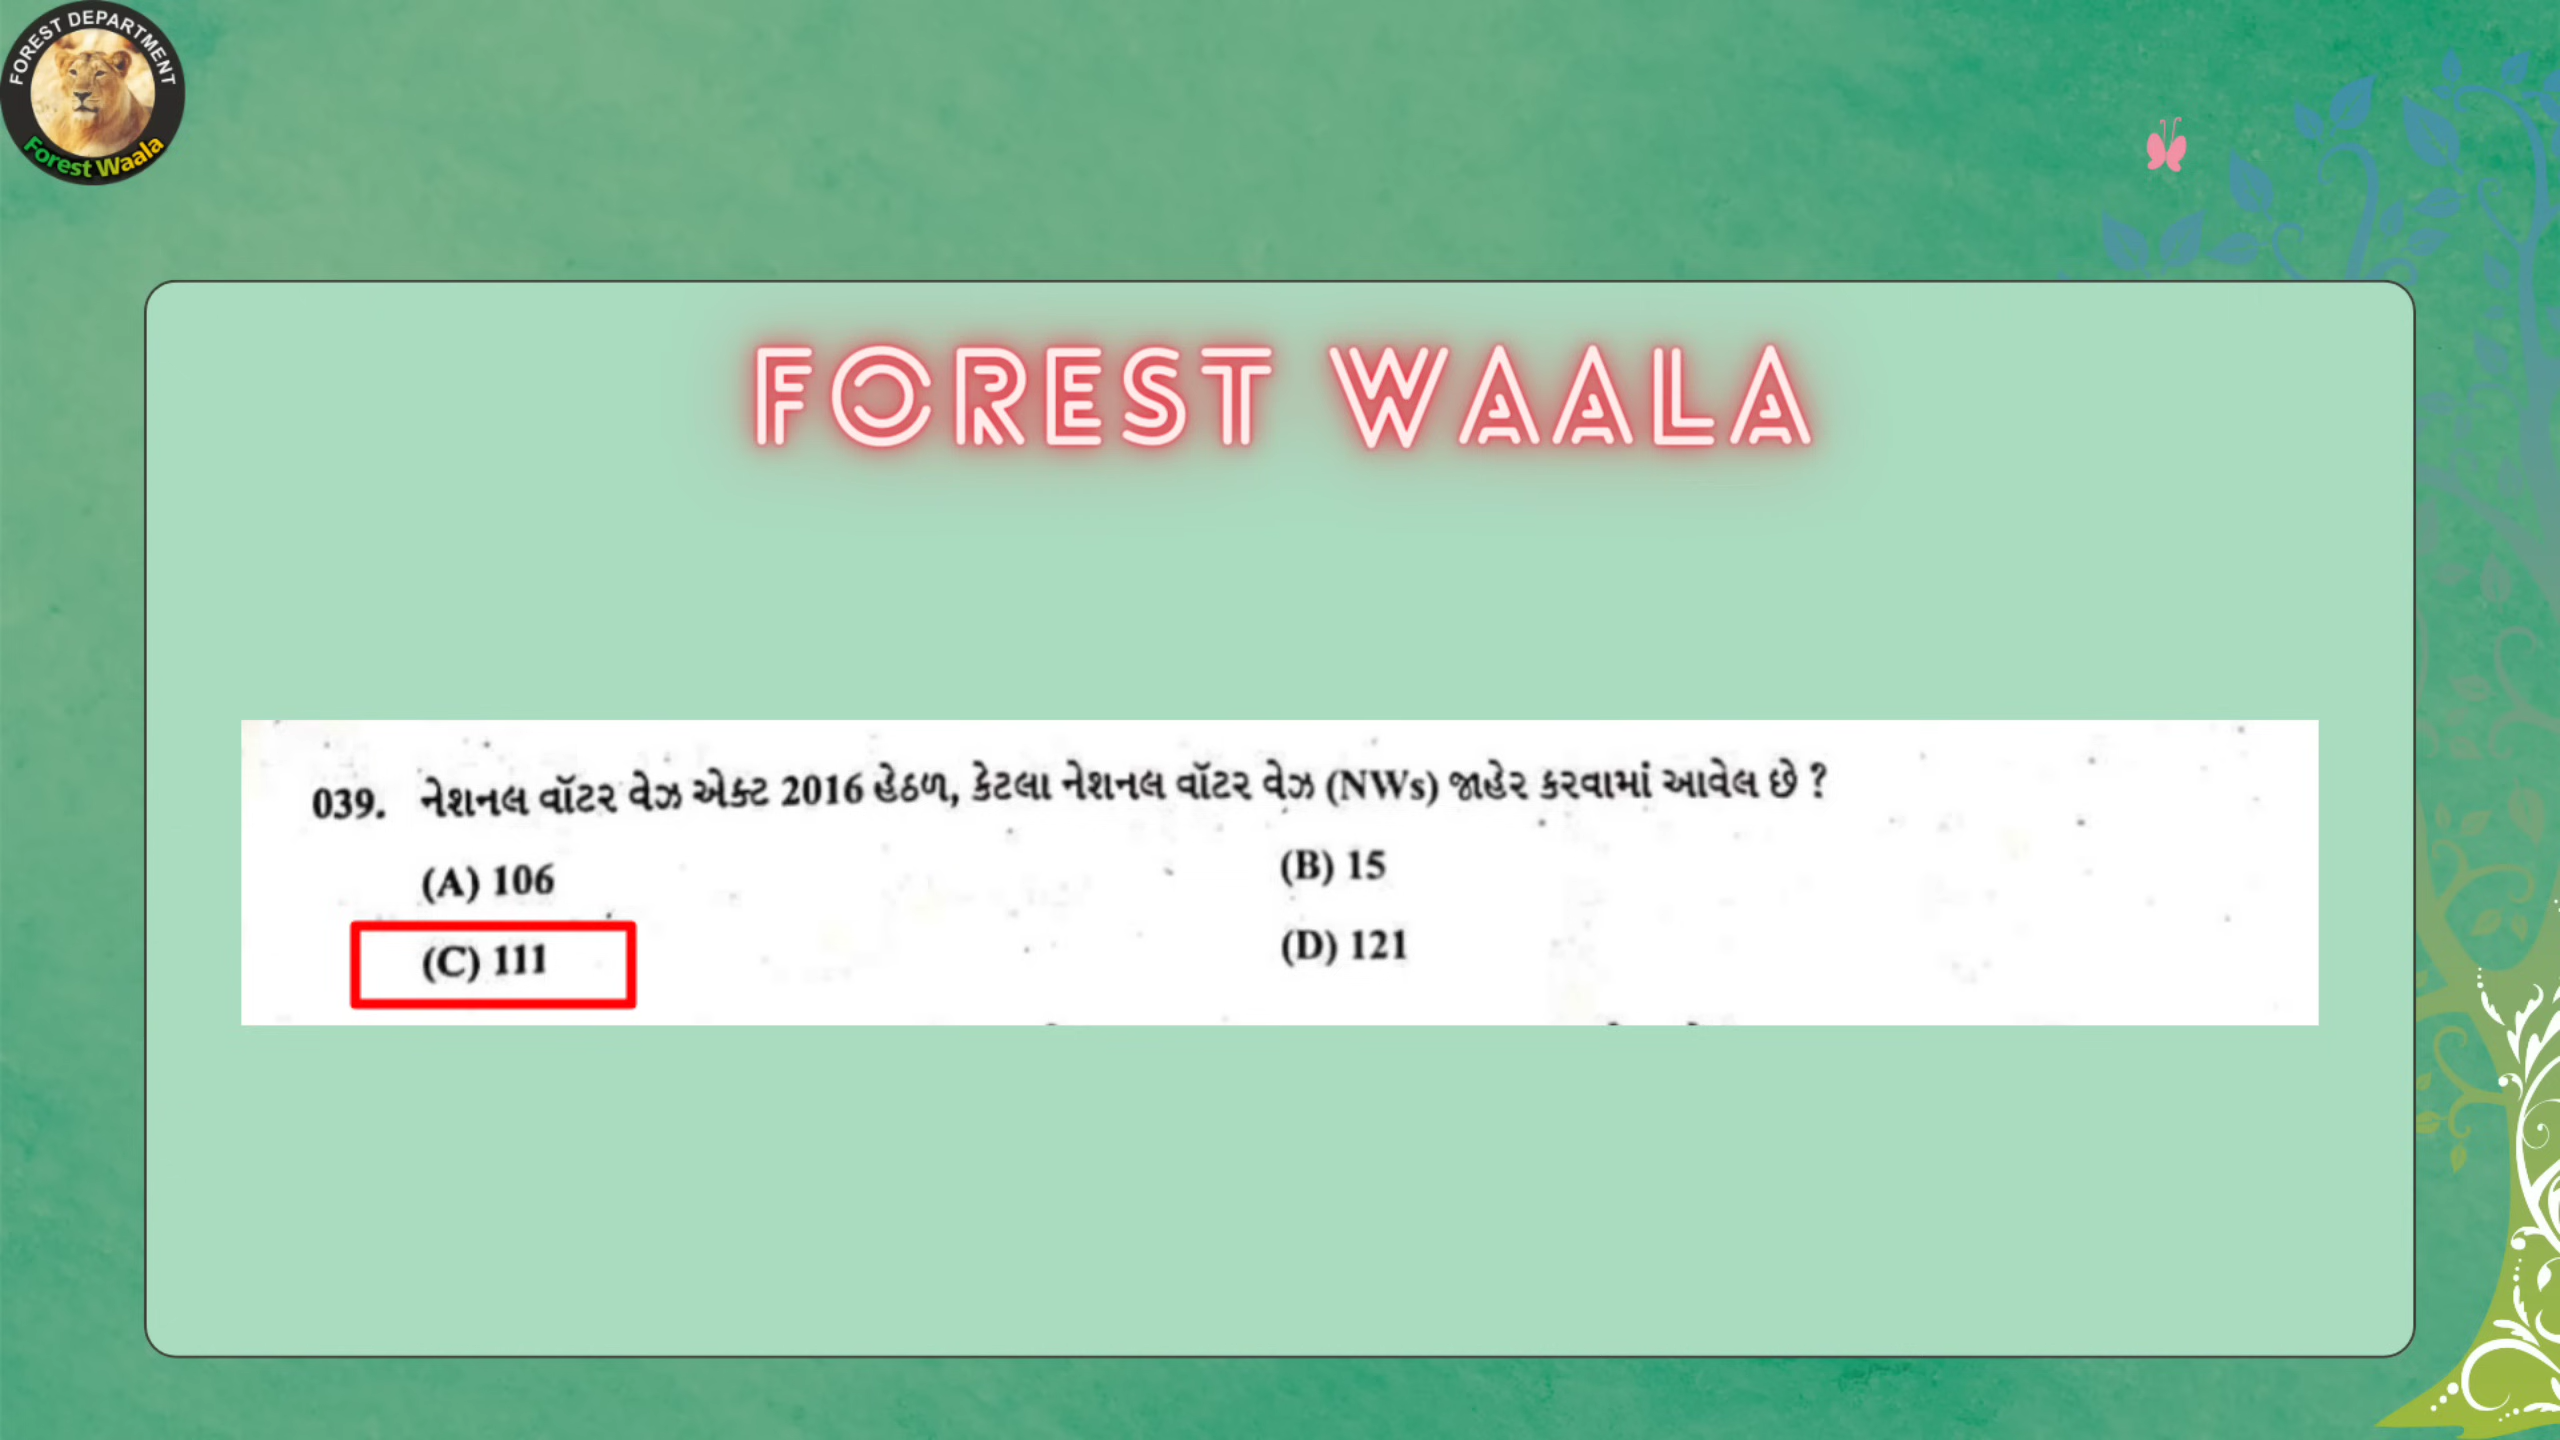 FOREST DEPARTMENT
Forest Waala
FOREST WAALA
039. નેશનલ વૉટર વેઝ એક્ટ 2016 હેઠળ, કેટલા નેશનલ વૉટર વેઝ (NWs) જાહેર કરવામાં આવેલ છે ?
(A) 106 (B) 15
(C) 111 (D) 121